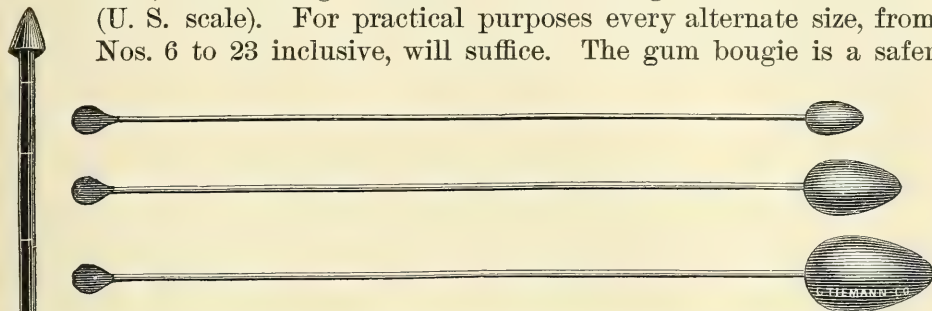 (U. S. scale). For practical purposes every alternate size, from
Nos. 6 to 23 inclusive, will suffice. The gum bougie is a safer
G.TIEMANN-CO.